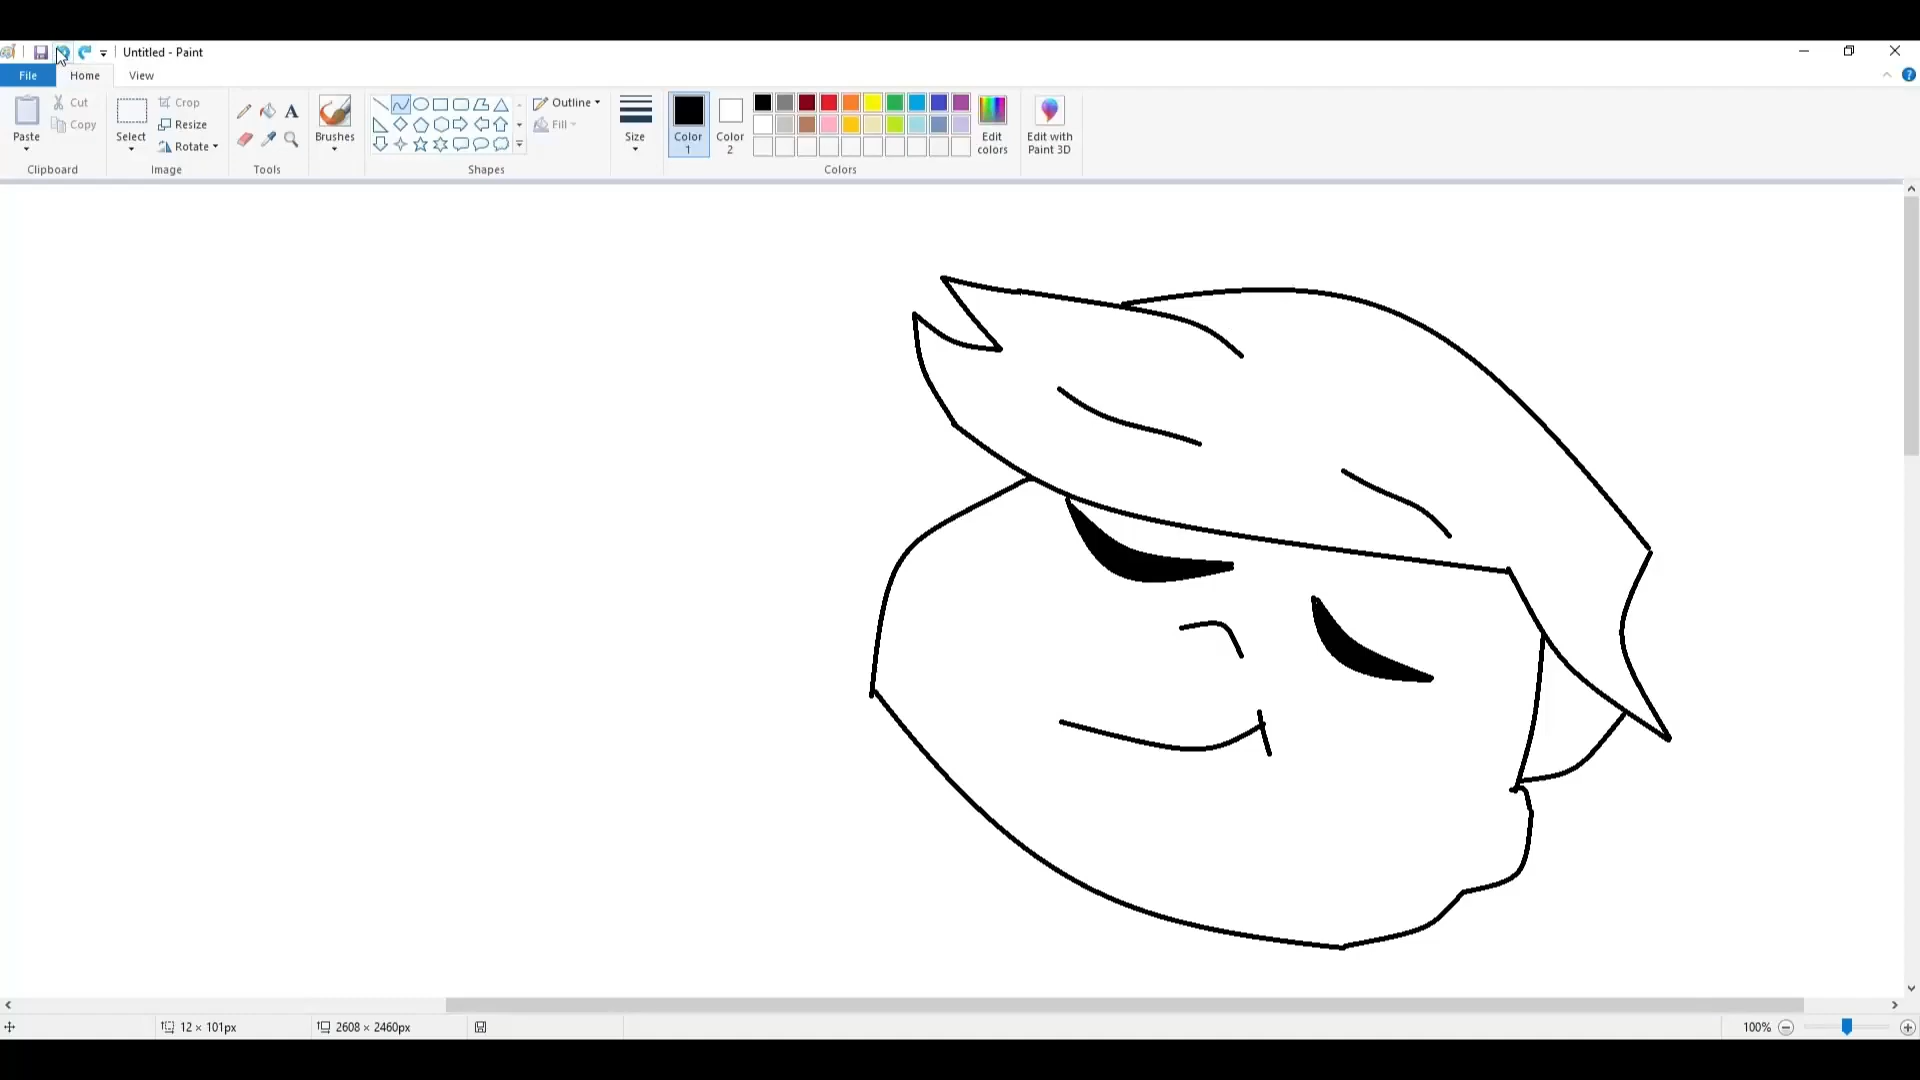 Untitled - Paint
File Home View
Paste Cut Copy
Select Crop Resize Rotate
A
Brushes
Outline
Fill
Size
Color 1
Color 2
Edit colors
Edit with Paint 3D
Clipboard Image Tools Shapes Colors
12 × 101px
2608 × 2460px
100%